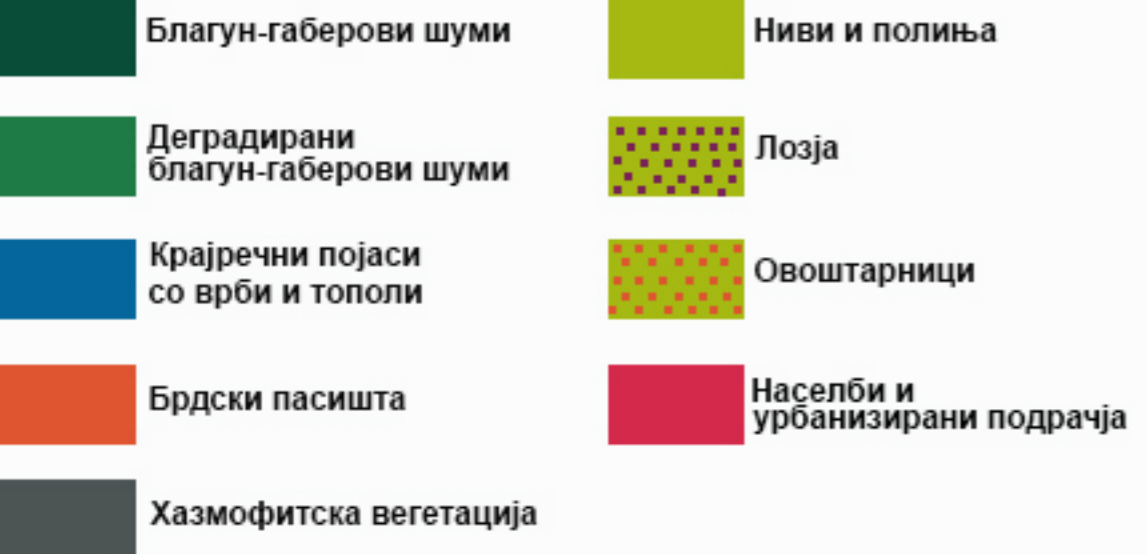 Благун-габерови шуми
Деградирани
благун-габерови шуми
Крајречни појаси
со врби и тополи
Брдски пасишта
Хазмофитска вегетација
Ниви и полиња
Лозја
Овоштарници
Населби и
урбанизирани подрачја